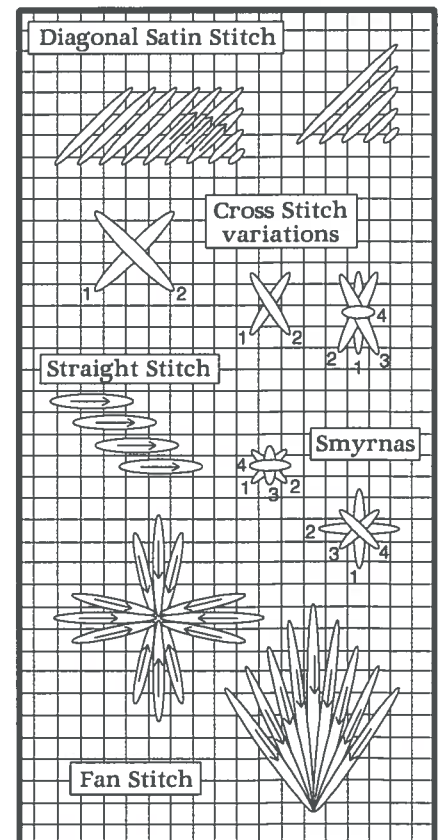 Diagonal Satin Stitch
Cross Stitch
variations
1 2
1 2
4
2 1 3
Straight Stitch
Smyrnas
4
1 3 2
2
3 4
1
Fan Stitch